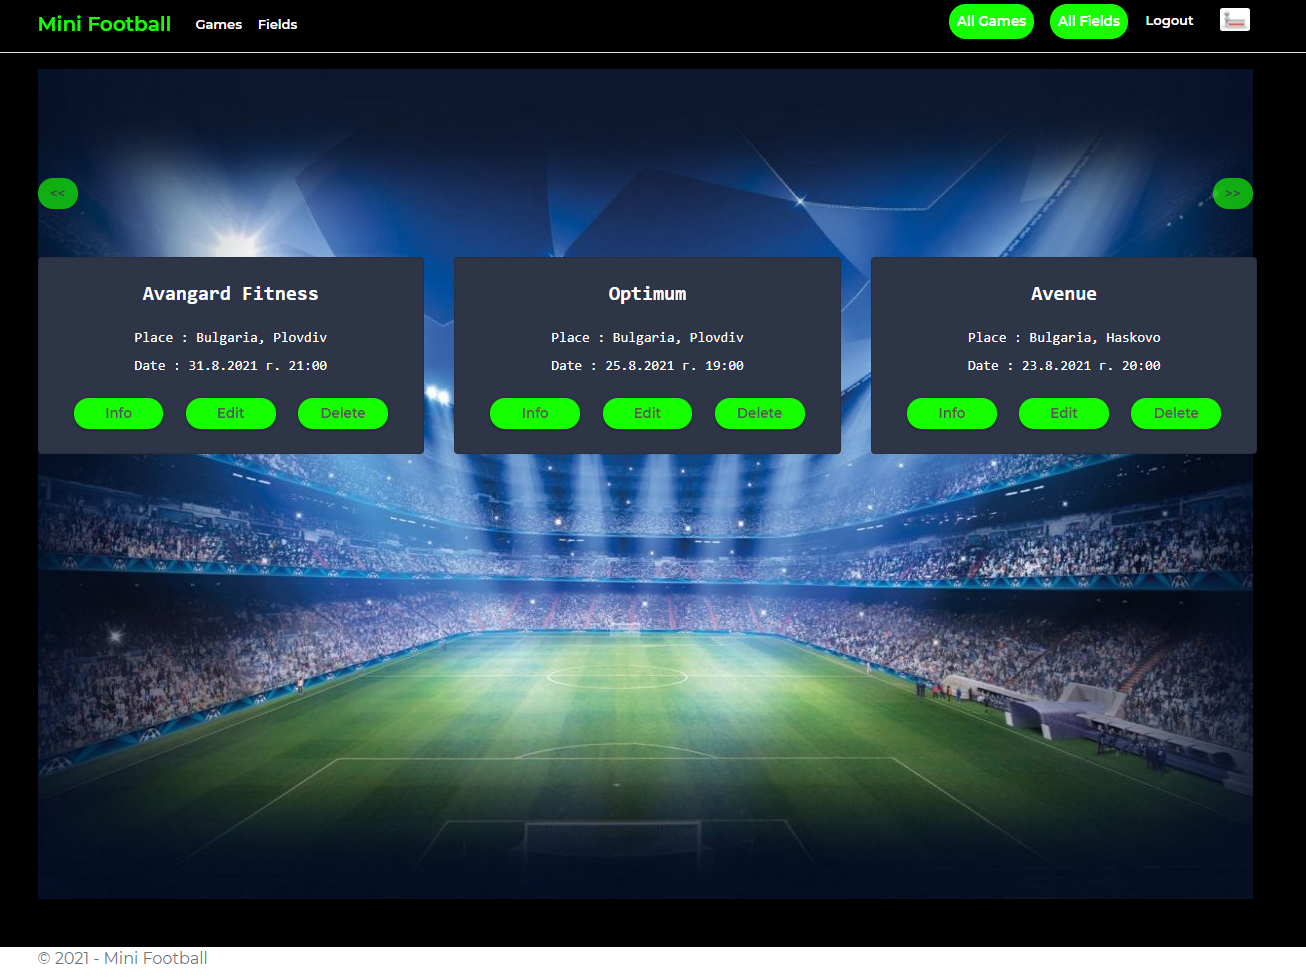 Mini Football Games Fields All Games All Fields Logout
<< >>
Avangard Fitness
Place : Bulgaria, Plovdiv
Date : 31.8.2021 г. 21:00
Info Edit Delete
Optimum
Place : Bulgaria, Plovdiv
Date : 25.8.2021 г. 19:00
Info Edit Delete
Avenue
Place : Bulgaria, Haskovo
Date : 23.8.2021 г. 20:00
Info Edit Delete
© 2021 - Mini Football